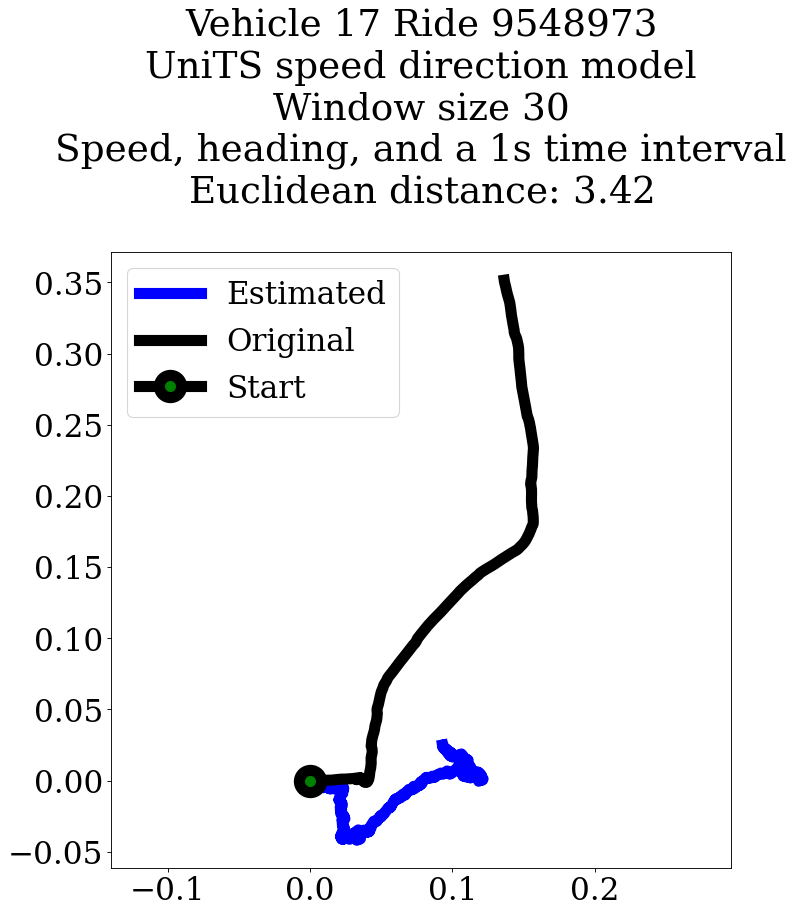 Vehicle 17 Ride 9548973
UniTS speed direction model
Window size 30
Speed, heading, and a 1s time interval
Euclidean distance: 3.42
Estimated
Original
Start
0.35
0.30
0.25
0.20
0.15
0.10
0.05
0.00
−0.05
−0.1
0.0
0.1
0.2